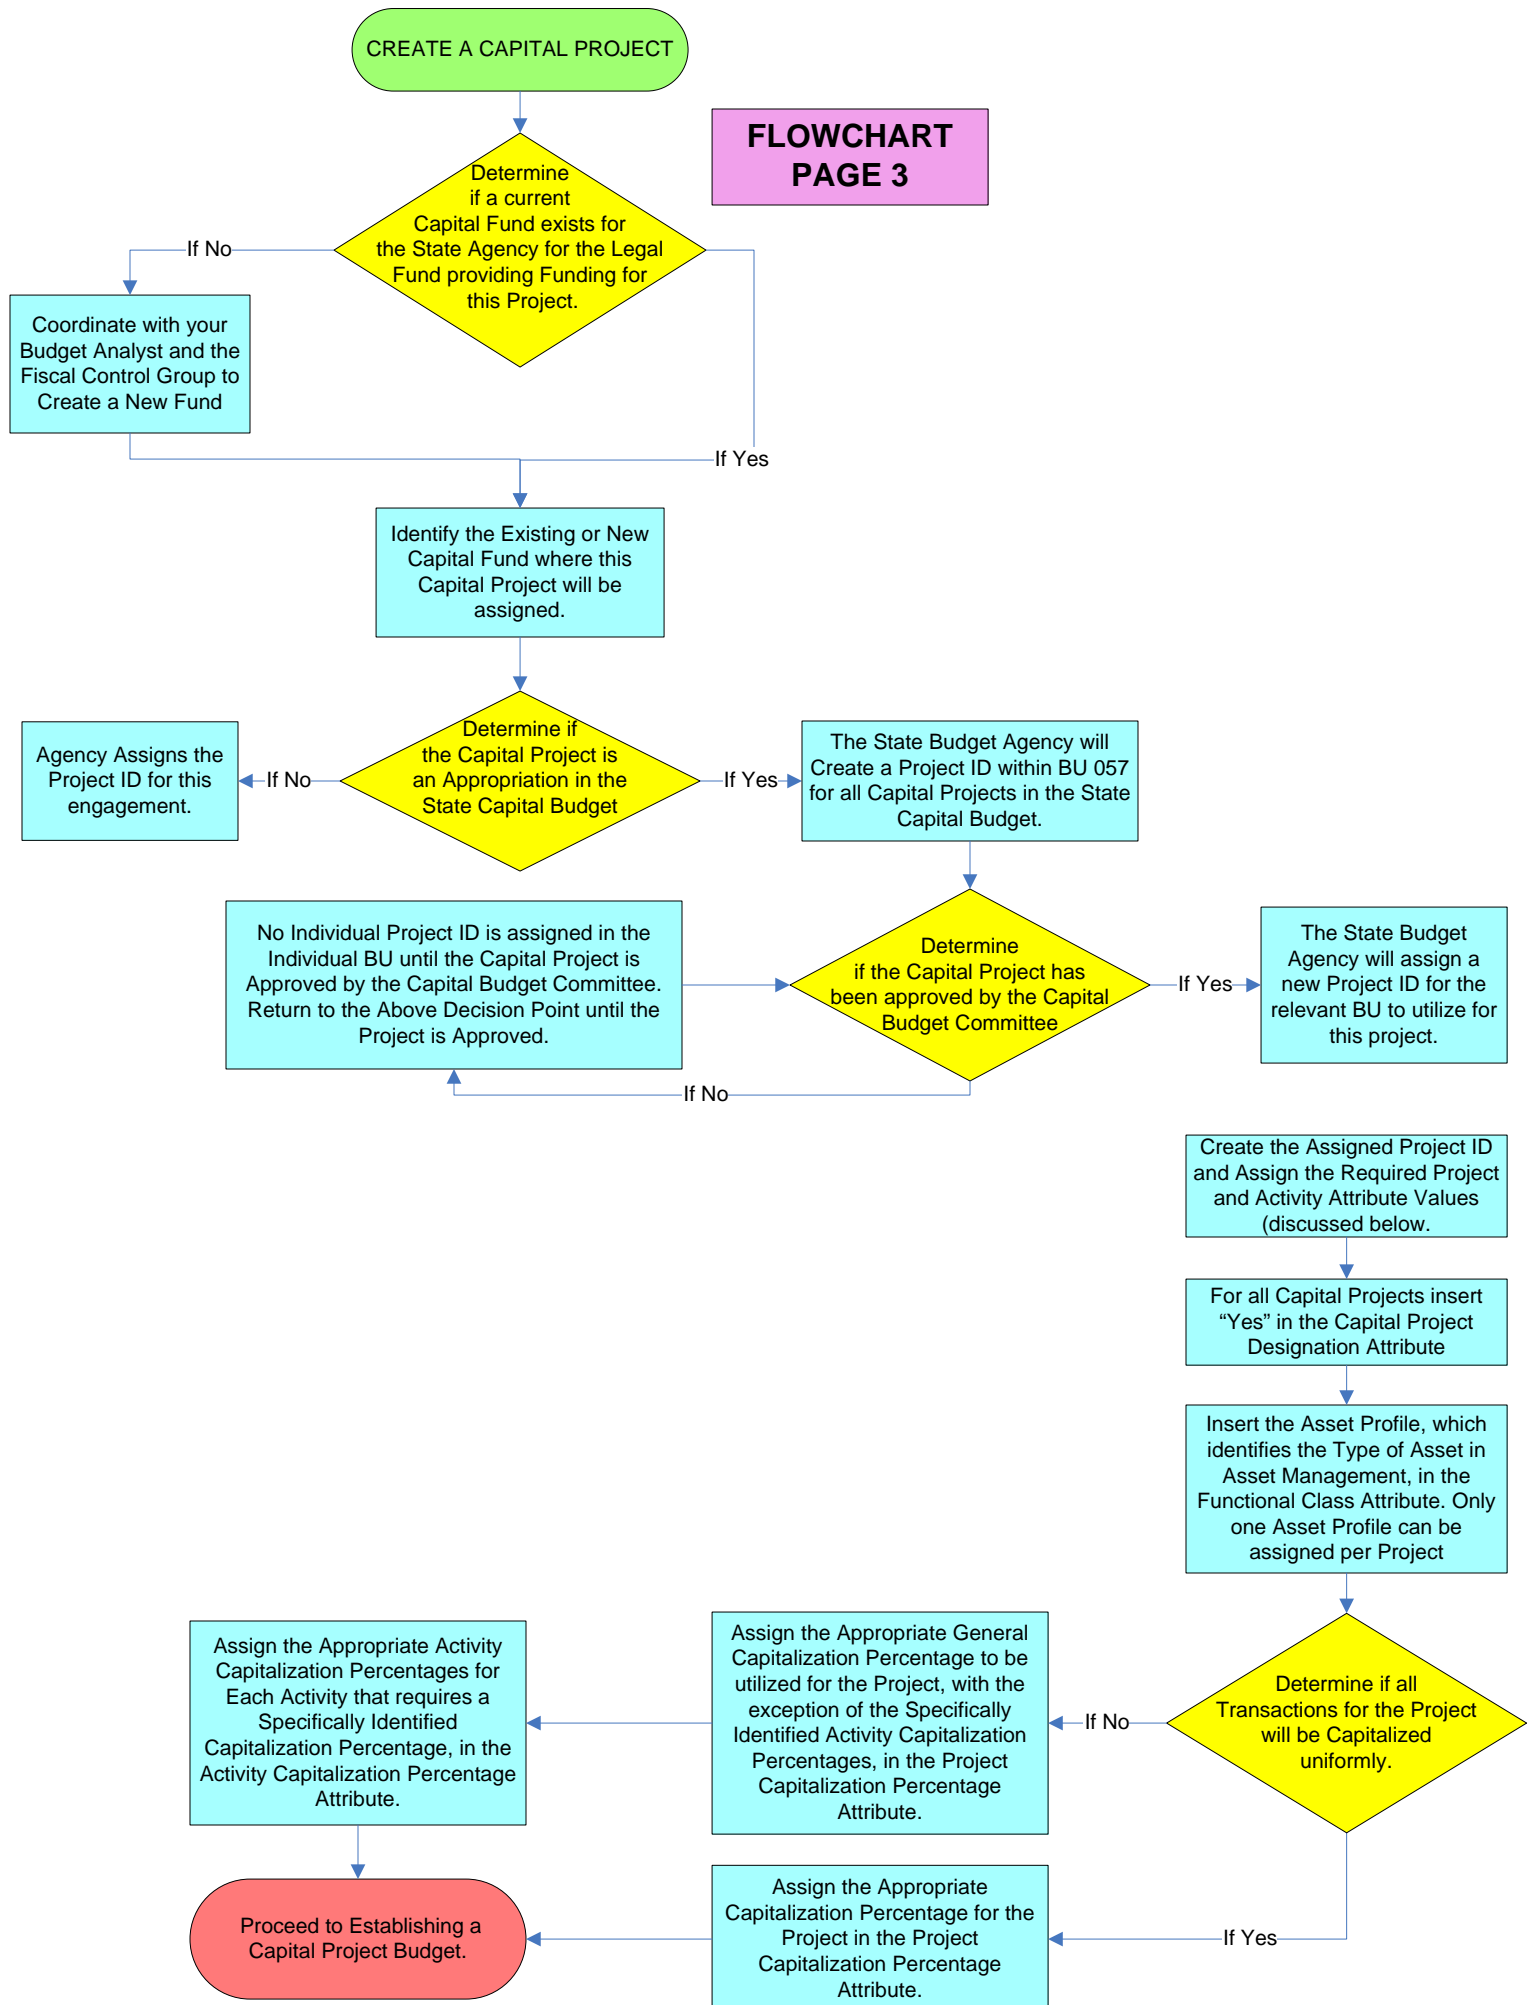 CREATE A CAPITAL PROJECT
FLOWCHART
PAGE 3
Determine
if a current
Capital Fund exists for
the State Agency for the Legal
Fund providing Funding for
this Project.
If No
Coordinate with your
Budget Analyst and the
Fiscal Control Group to
Create a New Fund
If Yes
Identify the Existing or New
Capital Fund where this
Capital Project will be
assigned.
Determine if
the Capital Project is
an Appropriation in the
State Capital Budget
If No
Agency Assigns the
Project ID for this
engagement.
If Yes
The State Budget Agency will
Create a Project ID within BU 057
for all Capital Projects in the State
Capital Budget.
No Individual Project ID is assigned in the
Individual BU until the Capital Project is
Approved by the Capital Budget Committee.
Return to the Above Decision Point until the
Project is Approved.
Determine
if the Capital Project has
been approved by the Capital
Budget Committee
If Yes
The State Budget
Agency will assign a
new Project ID for the
relevant BU to utilize for
this project.
If No
Create the Assigned Project ID
and Assign the Required Project
and Activity Attribute Values
(discussed below.
For all Capital Projects insert
“Yes” in the Capital Project
Designation Attribute
Insert the Asset Profile, which
identifies the Type of Asset in
Asset Management, in the
Functional Class Attribute. Only
one Asset Profile can be
assigned per Project
Determine if all
Transactions for the Project
will be Capitalized
uniformly.
If No
Assign the Appropriate General
Capitalization Percentage to be
utilized for the Project, with the
exception of the Specifically
Identified Activity Capitalization
Percentages, in the Project
Capitalization Percentage
Attribute.
Assign the Appropriate Activity
Capitalization Percentages for
Each Activity that requires a
Specifically Identified
Capitalization Percentage, in the
Activity Capitalization Percentage
Attribute.
If Yes
Assign the Appropriate
Capitalization Percentage for the
Project in the Project
Capitalization Percentage
Attribute.
Proceed to Establishing a
Capital Project Budget.